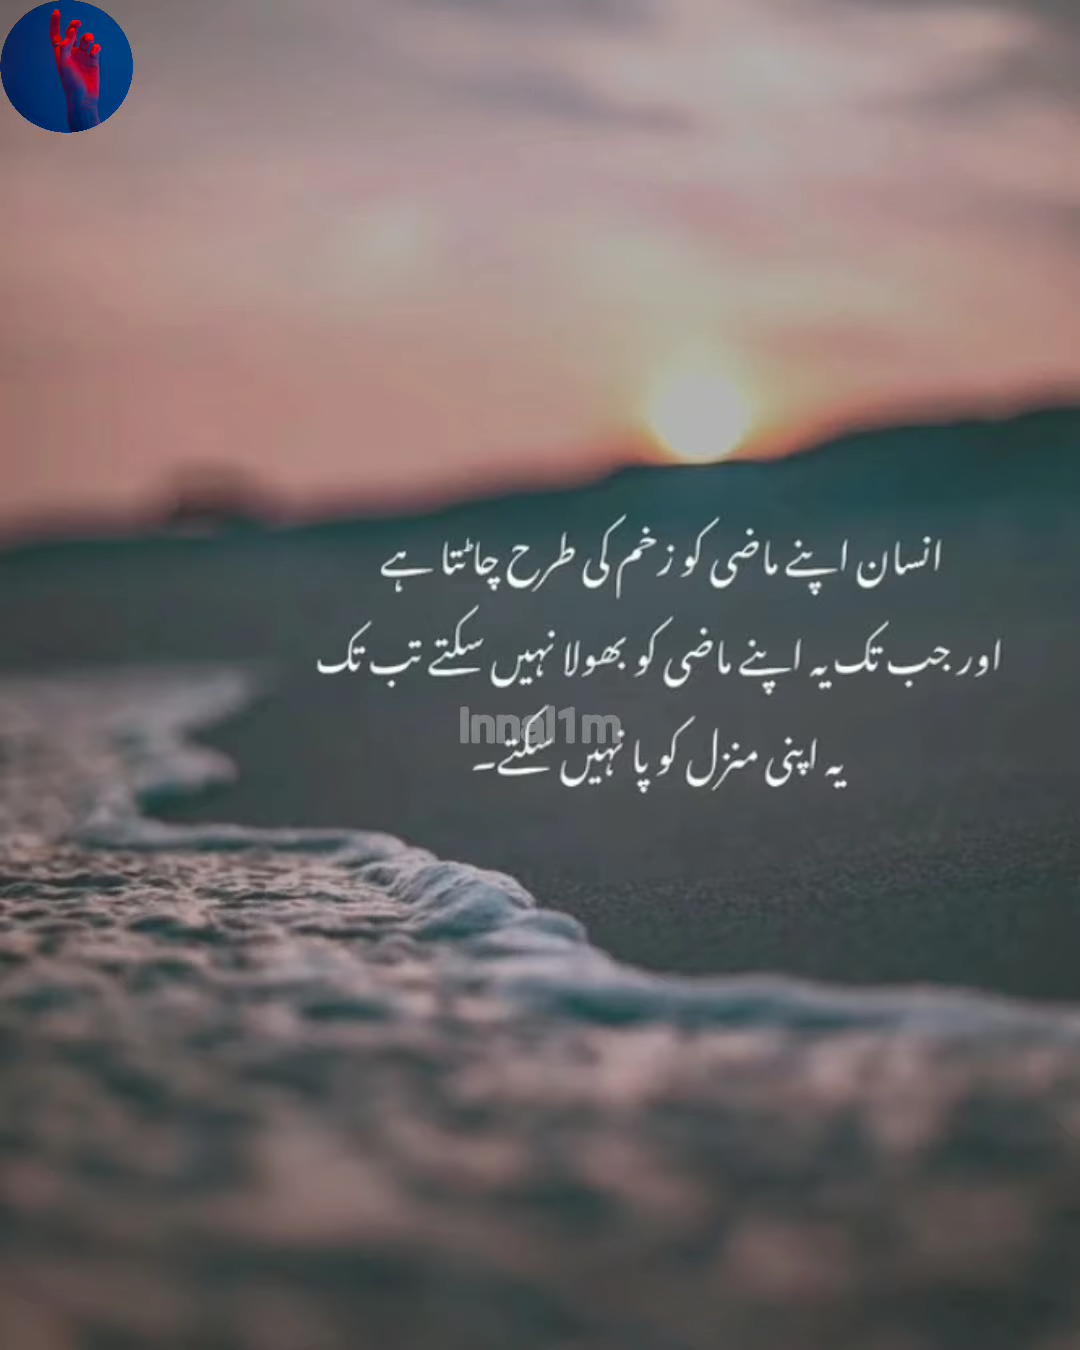 انسان اپنے ماضی کو زخم کی طرح چاٹتا ہے
اور جب تک یہ اپنے ماضی کو بھولا نہیں سکتے تب تک
یہ اپنی منزل کو پا نہیں سکتے۔